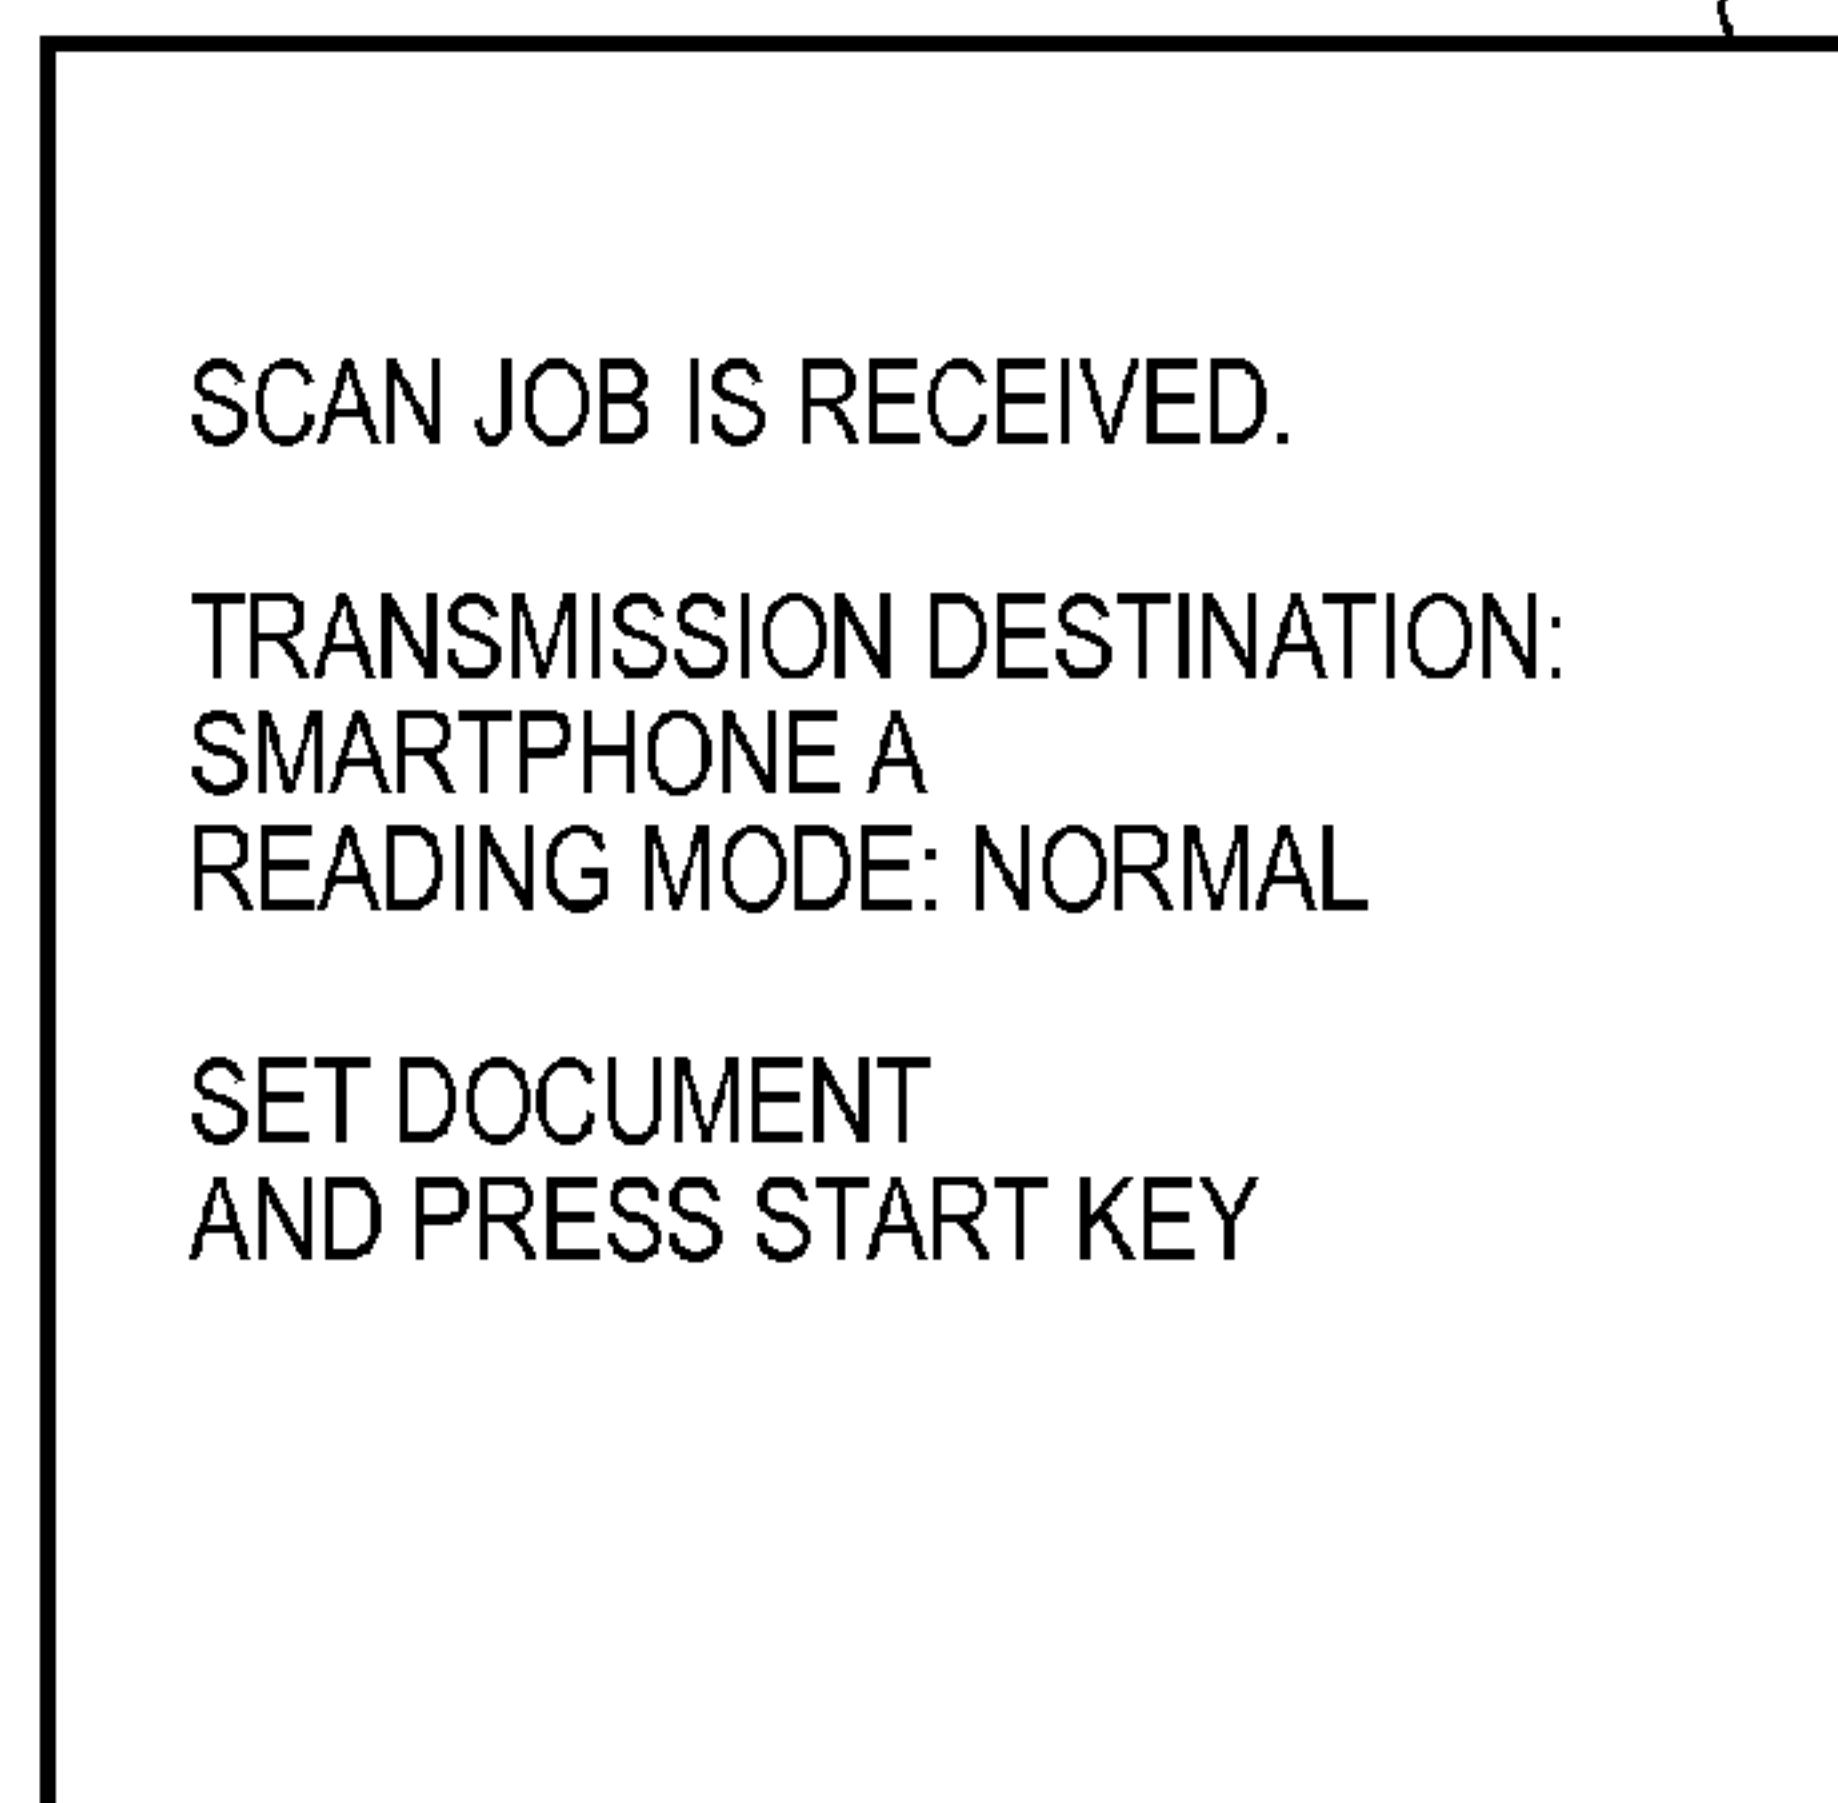 SCAN JOB IS RECEIVED.
TRANSMISSION DESTINATION:
SMARTPHONE A
READING MODE: NORMAL
SET DOCUMENT
AND PRESS START KEY